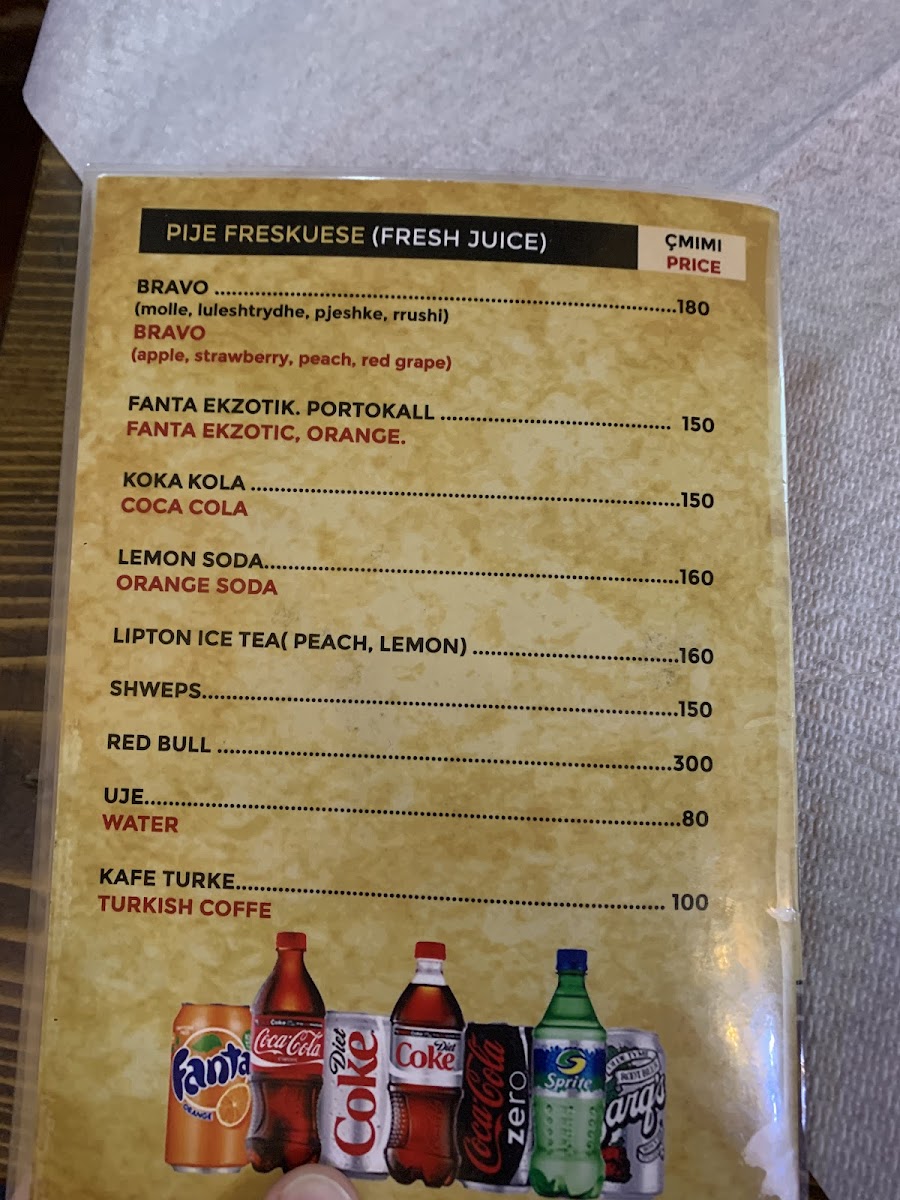 PIJE FRESKUESE (FRESH JUICE)
ÇMIMI
PRICE
BRAVO ........................................180
(molle, luleshtrydhe, pjeshke, rrushi)
BRAVO
(apple, strawberry, peach, red grape)
FANTA EKZOTIK. PORTOKALL ........................ 150
FANTA EKZOTIC, ORANGE.
KOKA KOLA ........................................150
COCA COLA
LEMON SODA........................................160
ORANGE SODA
LIPTON ICE TEA( PEACH, LEMON) ........................160
SHWEPS........................................150
RED BULL ........................................300
UJE........................................80
WATER
KAFE TURKE........................................ 100
TURKISH COFFE
Fanta
ORANGE
Coca-Cola
Diet
Coke
Diet
Coke
Coca-Cola
zero
Sprite